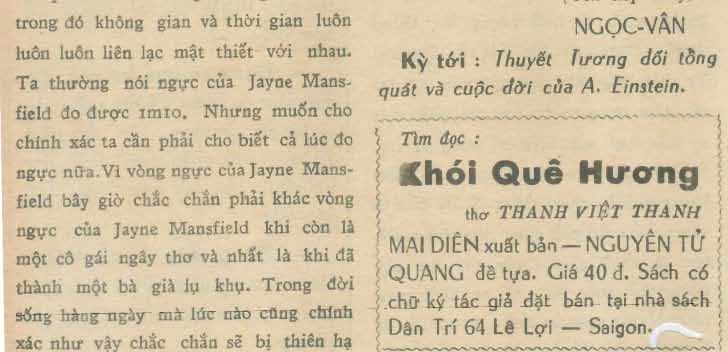 trong đó không gian và thời gian luôn
luôn luôn liên lạc mật thiết với nhau.
Ta thường nói ngực của Jayne Mans-
field đo được 1m10. Nhưng muốn cho
chính xác ta cần phải cho biết cả lúc đo
ngực nữa. Vì vòng ngực của Jayne Mans-
field bây giờ chắc chắn phải khác vòng
ngực của Jayne Mansfield khi còn là
một cô gái ngây thơ và nhất là khi đã
thành một bà già lụ khụ. Trong đời
sống hàng ngày mà lúc nào cũng chính
xác như vậy chắc chắn sẽ bị thiên hạ
NGỌC-VÂN
Kỳ tới : Thuyết Tương đối tổng
quát và cuộc đời của A. Einstein.
Tìm đọc :
Khói Quê Hương
thơ THANH VIỆT THANH
MAI DIÊN xuất bản — NGUYÊN TỬ
QUANG đề tựa. Giá 40 đ. Sách có
chữ ký tác giả đặt bán tại nhà sách
Dân Trí 64 Lê Lợi — Saigon.